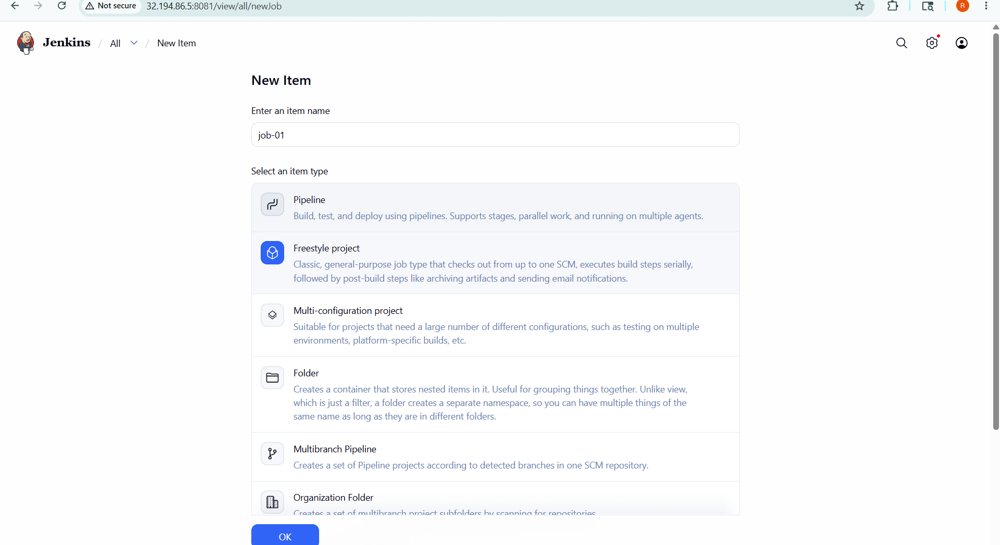 Not secure 32.194.86.5:8081/view/all/newJob R
Jenkins / All / New Item
New Item
Enter an item name
job-01
Select an item type
Pipeline
Build, test, and deploy using pipelines. Supports stages, parallel work, and running on multiple agents.
Freestyle project
Classic, general-purpose job type that checks out from up to one SCM, executes build steps serially,
followed by post-build steps like archiving artifacts and sending email notifications.
Multi-configuration project
Suitable for projects that need a large number of different configurations, such as testing on multiple
environments, platform-specific builds, etc.
Folder
Creates a container that stores nested items in it. Useful for grouping things together. Unlike view,
which is just a filter, a folder creates a separate namespace, so you can have multiple things of the
same name as long as they are in different folders.
Multibranch Pipeline
Creates a set of Pipeline projects according to detected branches in one SCM repository.
Organization Folder
Creates a set of multibranch project subfolders by scanning for repositories.
OK